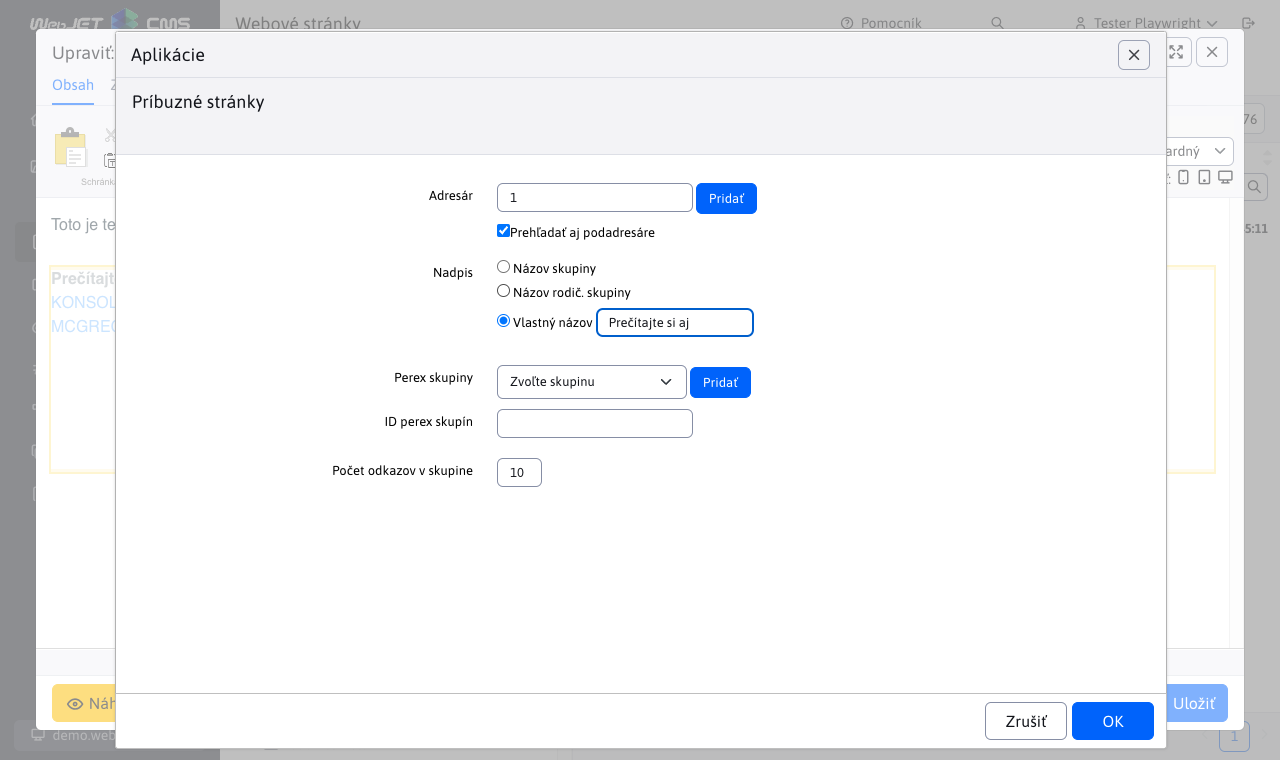 WebJET CMS
Webové stránky
Pomocník
Tester Playwright
Upraviť:
Aplikácie
Obsah
Príbuzné stránky
76
Schránka
Toto je te
5:11
Adresár
1
Pridať
Prehľadať aj podadresáre
Prečítajt
KONSOL
MCGREG
Nadpis
Názov skupiny
Názov rodič. skupiny
Vlastný názov
Prečítajte si aj
Perex skupiny
Zvoľte skupinu
Pridať
ID perex skupín
Počet odkazov v skupine
10
Náh
Zrušiť
OK
Uložiť
demo.web
1